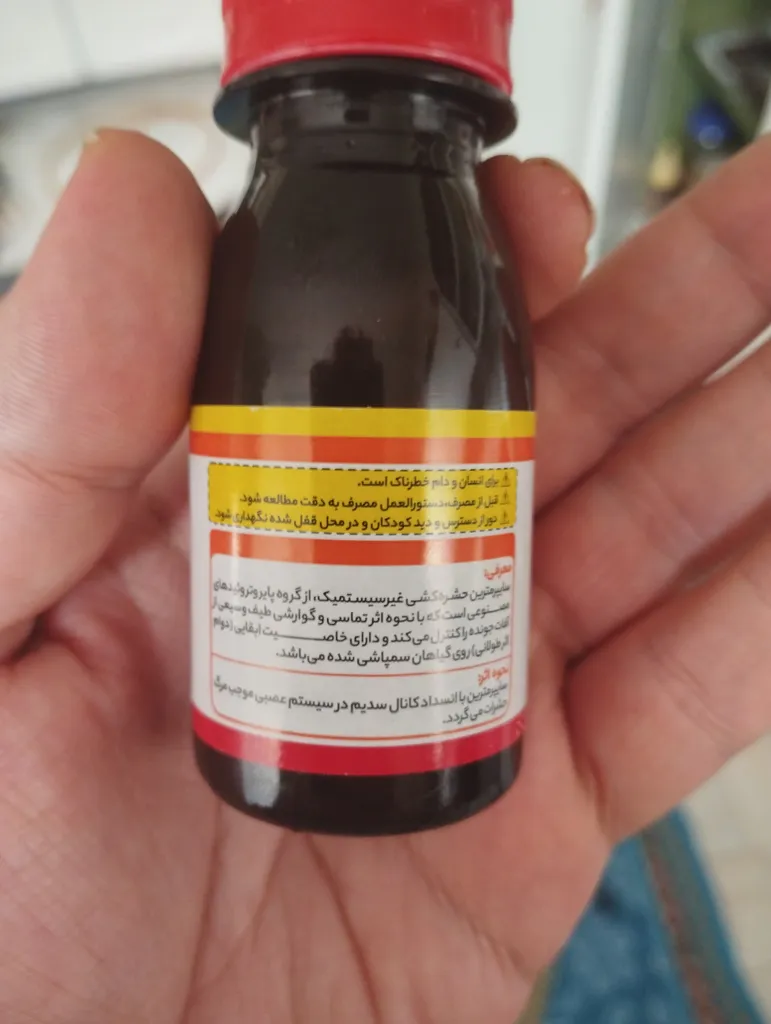 برای انسان و دام خطرناک است.
قبل از مصرف،دستورالعمل مصرف به دقت مطالعه شود.
دور از دسترس و دید کودکان و در محل قفل شده نگهداری شود.
معرفی:
سایپرمترین حشره‌کشی غیرسیستمیک، از گروه پایروتروئیدهای
مصنوعی است که با نحوه اثر تماسی و گوارشی طیف وسیعی از
آفات جونده را کنترل می‌کند و دارای خاصیت ابقایی (دوام
اثر طولانی) روی گیاهان سمپاشی شده می‌باشد.
نحوه اثر:
سایپرمترین با انسداد کانال سدیم در سیستم عصبی موجب مرگ
حشرات می‌گردد.